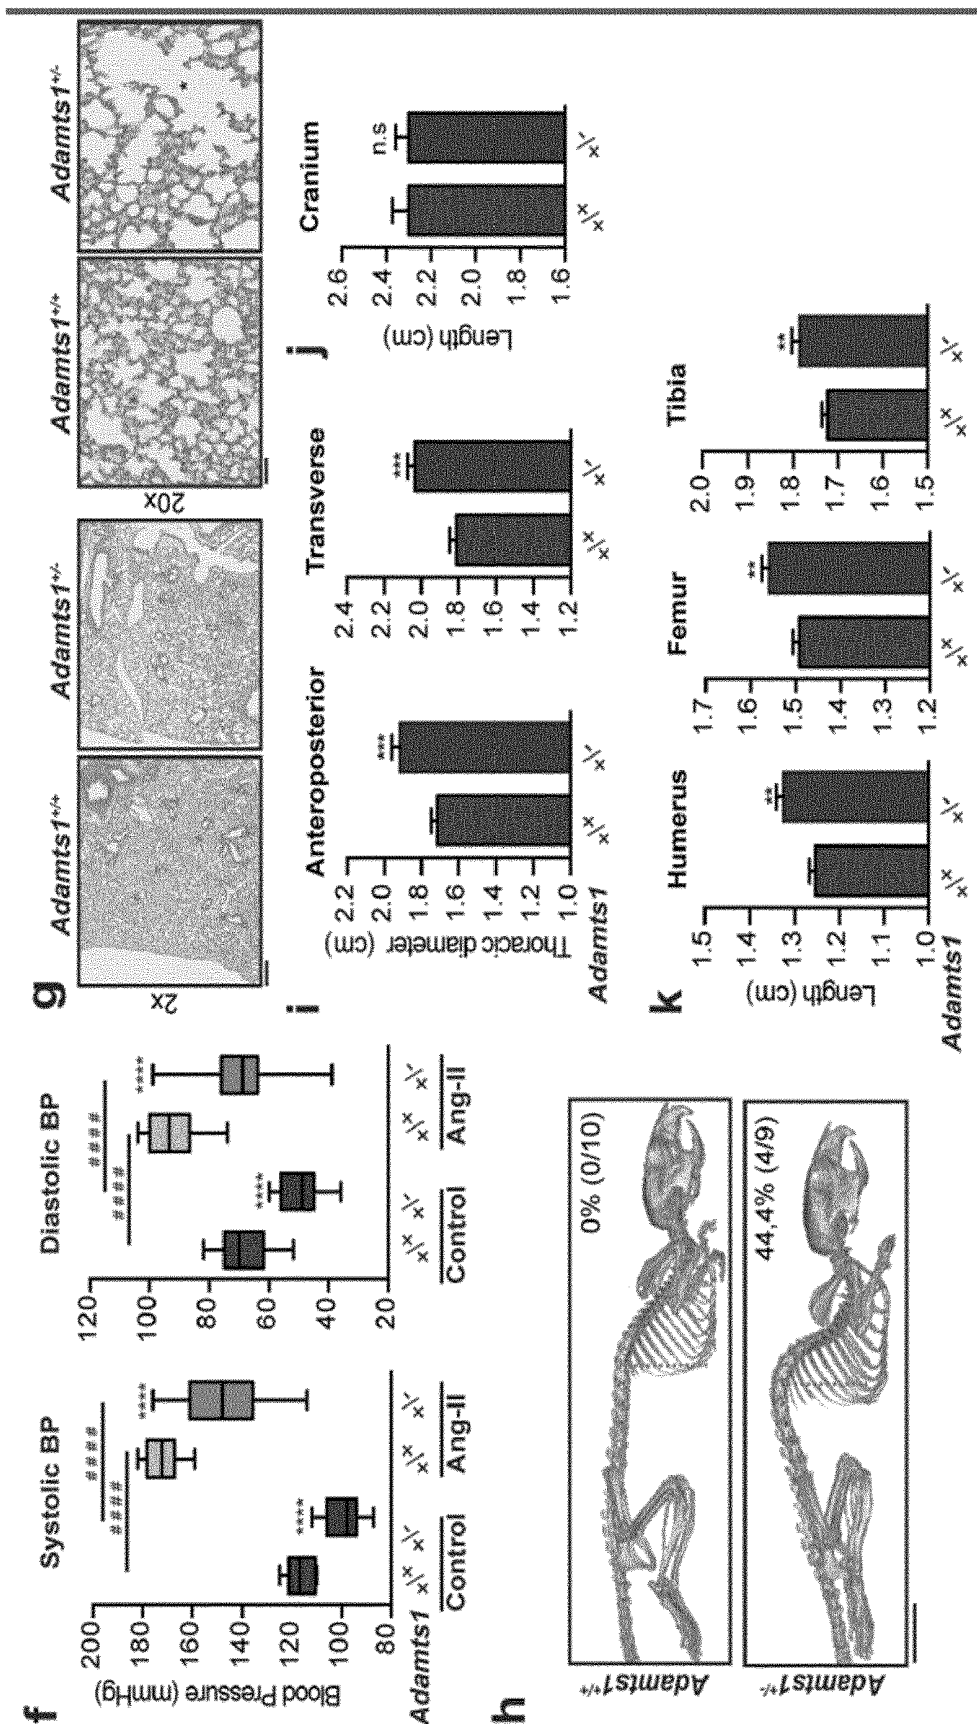 f
Systolic BP
Diastolic BP
####
####
####
####
****
****
****
****
Blood Pressure (mmHg)
200
180
160
140
120
100
80
120
100
80
60
40
20
Adamts1
+/+
+/-
+/+
+/-
+/+
+/-
+/+
+/-
Control
Ang-II
Control
Ang-II
g
Adamts1+/+
Adamts1+/-
Adamts1+/+
Adamts1+/-
2x
20x
*
h
Adamts1+/+
0% (0/10)
Adamts1+/-
44,4% (4/9)
i
Anteroposterior
Transverse
***
***
Thoracic diameter (cm)
2.2
2.0
1.8
1.6
1.4
1.2
1.0
2.4
2.2
2.0
1.8
1.6
1.4
1.2
Adamts1
+/+
+/-
+/+
+/-
j
Cranium
n.s
Length (cm)
2.6
2.4
2.2
2.0
1.8
1.6
+/+
+/-
k
Humerus
Femur
Tibia
**
**
**
Length (cm)
1.5
1.4
1.3
1.2
1.1
1.0
1.7
1.6
1.5
1.4
1.3
1.2
2.0
1.9
1.8
1.7
1.6
1.5
Adamts1
+/+
+/-
+/+
+/-
+/+
+/-